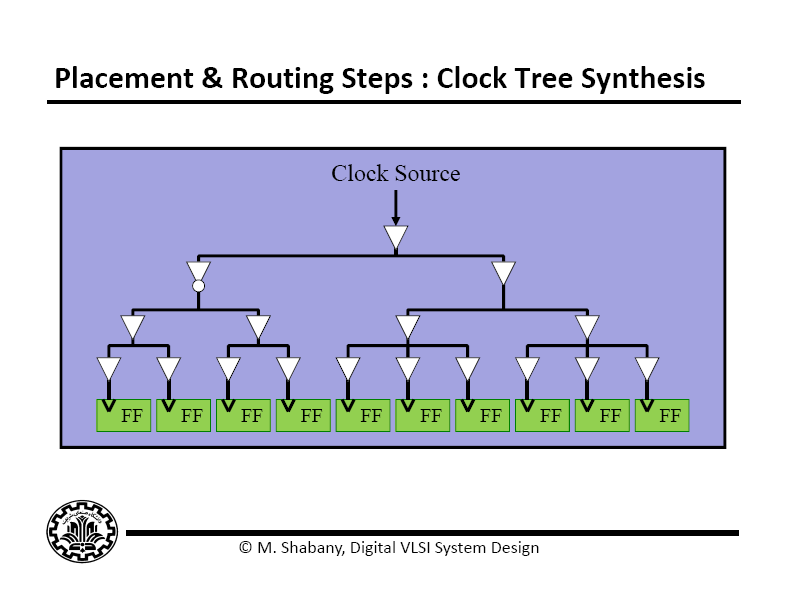 Placement & Routing Steps : Clock Tree Synthesis
Clock Source
FF FF FF FF FF FF FF FF FF FF
© M. Shabany, Digital VLSI System Design